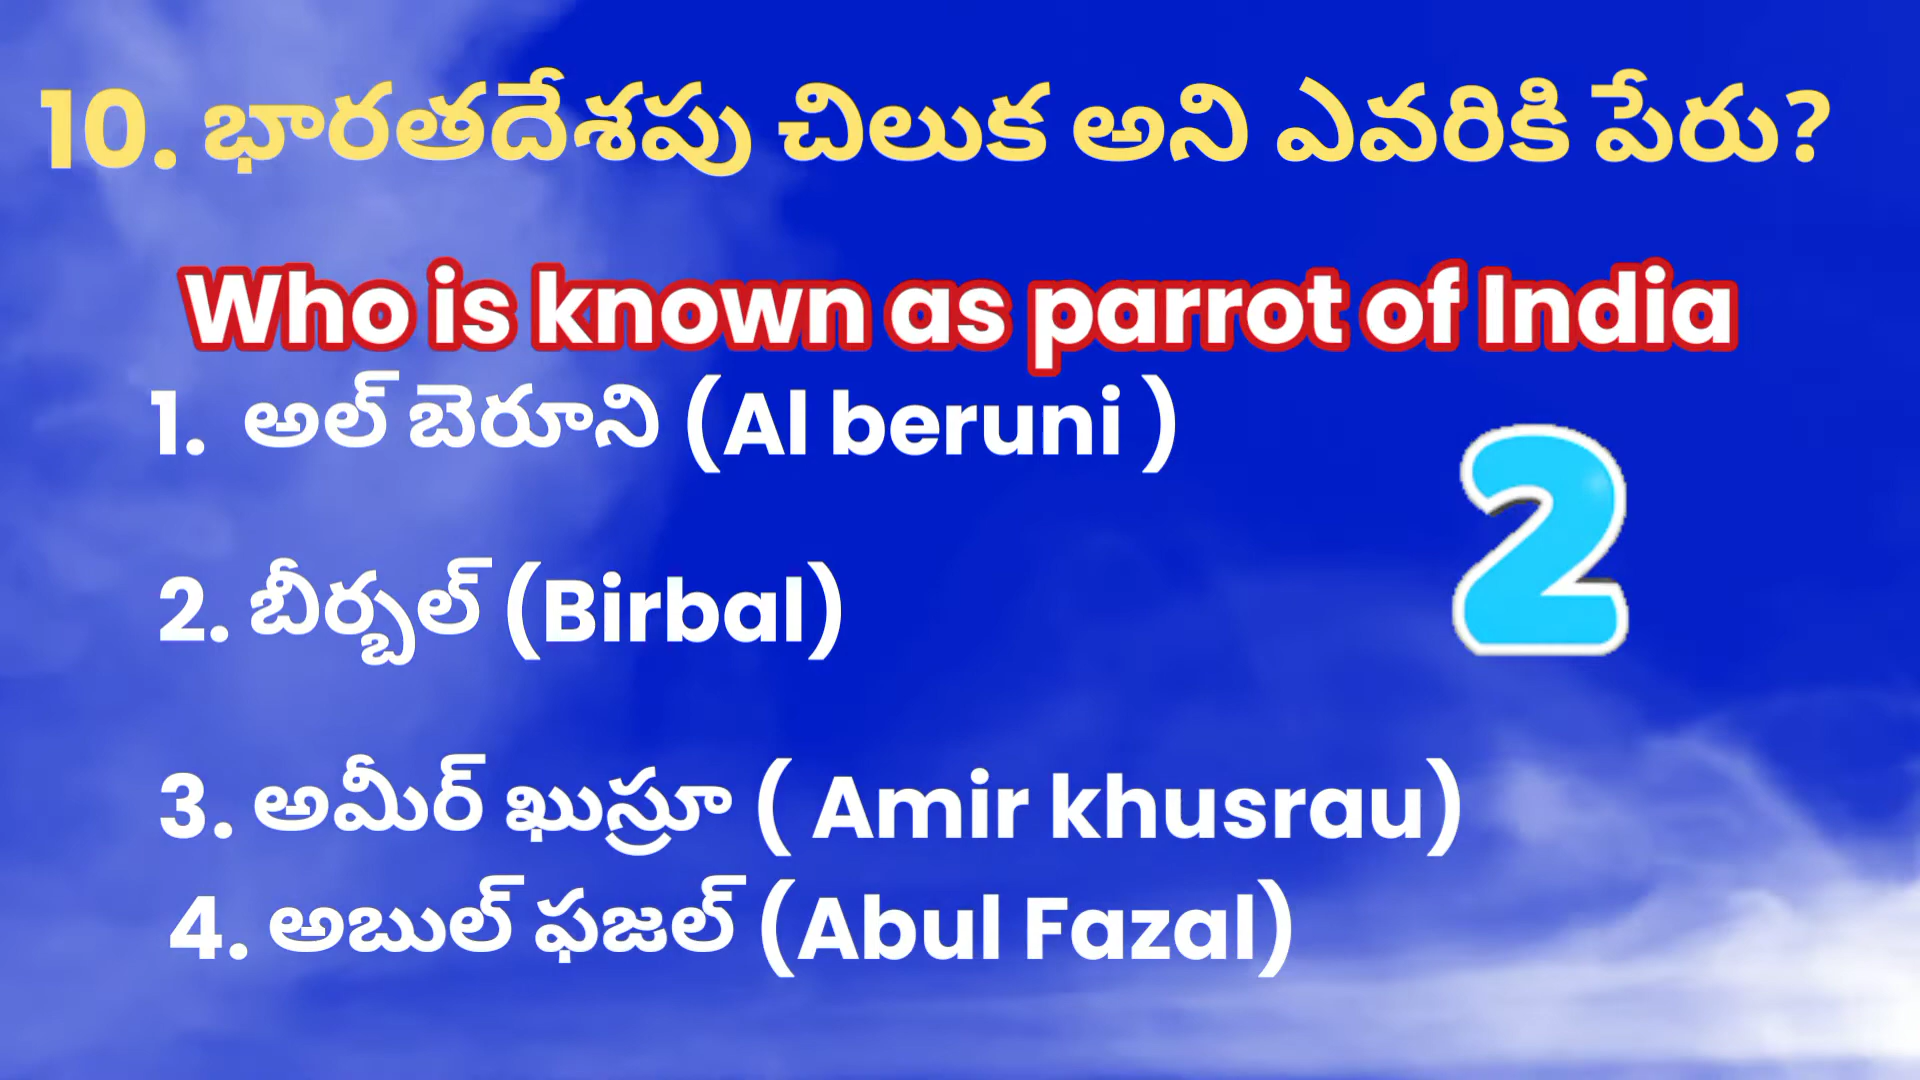 10. భారతదేశపు చిలుక అని ఎవరికి పేరు?
Who is known as parrot of India
1. అల్ బెరూని (Al beruni )
2
2. బీర్బల్ (Birbal)
3. అమీర్ ఖుస్రూ ( Amir khusrau)
4. అబుల్ ఫజల్ (Abul Fazal)